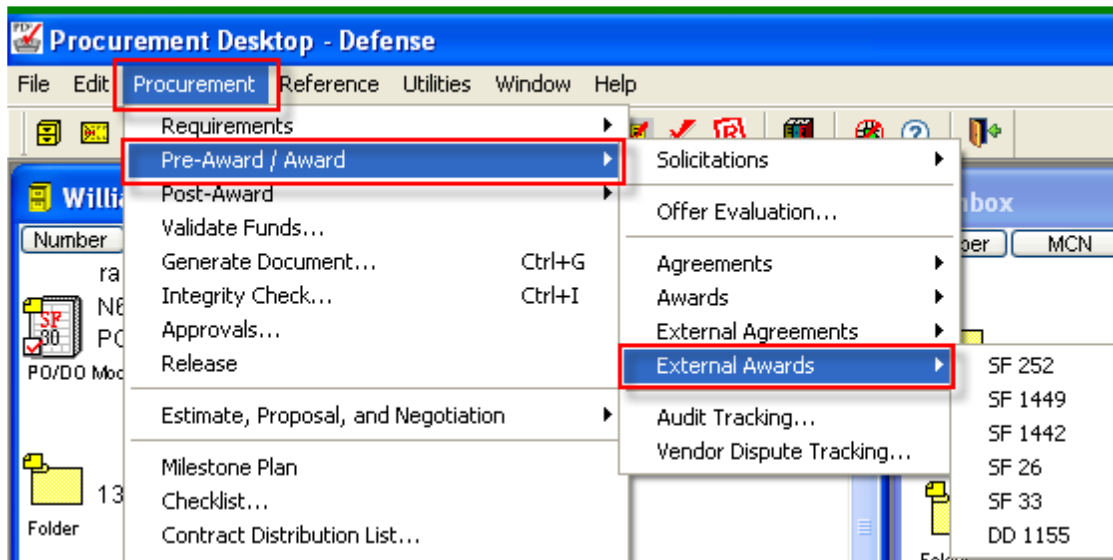 Procurement Desktop - Defense
File Edit Procurement Reference Utilities Window Help
Requirements
Pre-Award / Award
Post-Award
Validate Funds...
Generate Document... Ctrl+G
Integrity Check... Ctrl+I
Approvals...
Release
Estimate, Proposal, and Negotiation
Milestone Plan
Checklist...
Contract Distribution List...
Solicitations
Offer Evaluation...
Agreements
Awards
External Agreements
External Awards
Audit Tracking...
Vendor Dispute Tracking...
SF 252
SF 1449
SF 1442
SF 26
SF 33
DD 1155
Number
SF
30
PO/DO
13
Folder
MCN